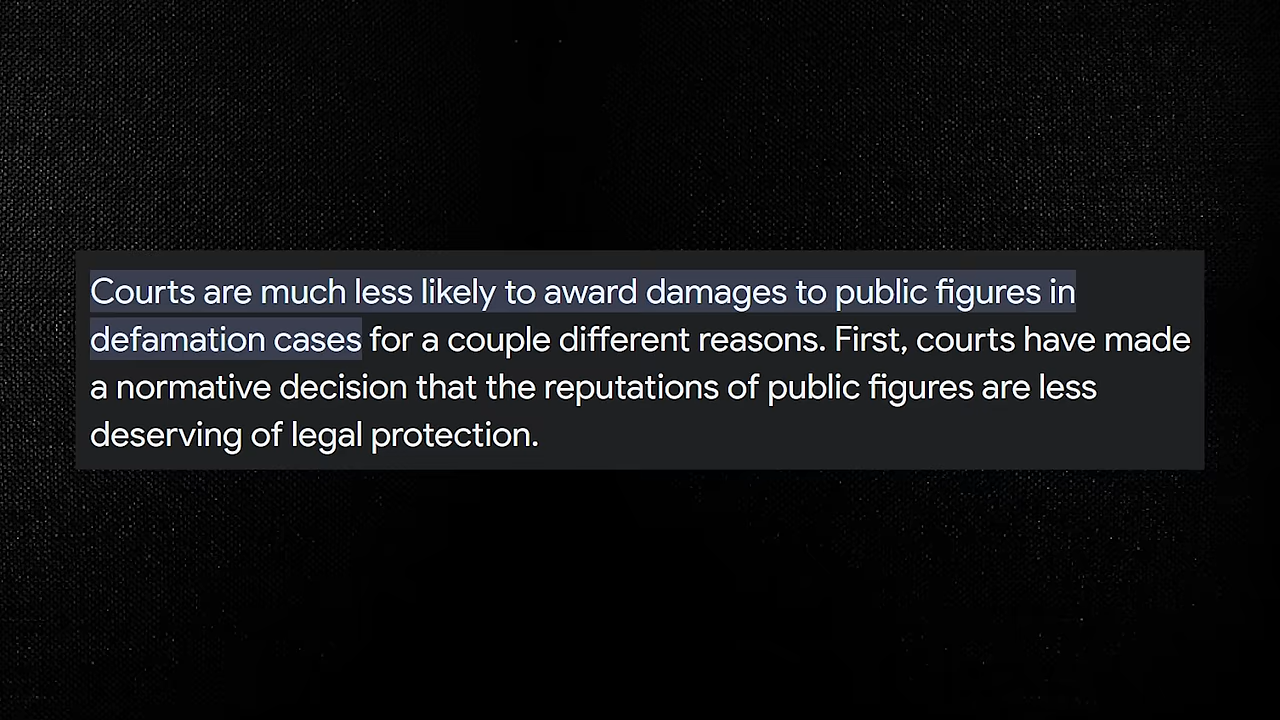 Courts are much less likely to award damages to public figures in
defamation cases for a couple different reasons. First, courts have made
a normative decision that the reputations of public figures are less
deserving of legal protection.